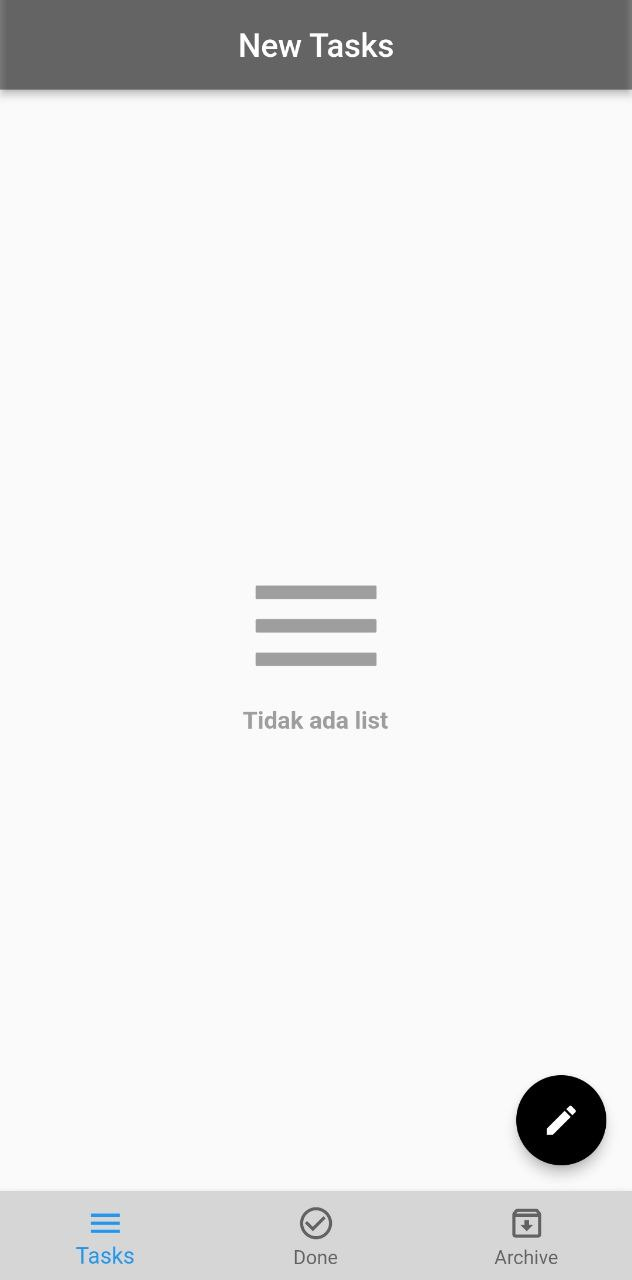 New Tasks
Tidak ada list
Tasks
Done
Archive